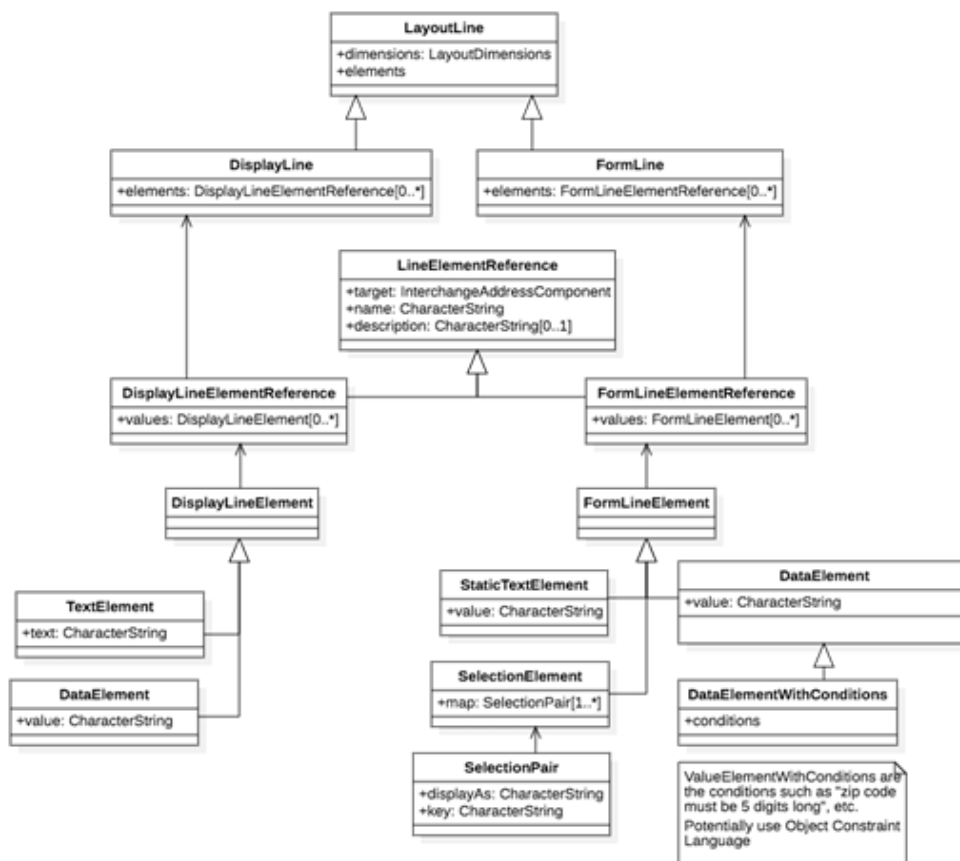 LayoutLine
+dimensions: LayoutDimensions
+elements
DisplayLine
+elements: DisplayLineElementReference[0..*]
FormLine
+elements: FormLineElementReference[0..*]
LineElementReference
+target: InterchangeAddressComponent
+name: CharacterString
+description: CharacterString[0..1]
DisplayLineElementReference
+values: DisplayLineElement[0..*]
FormLineElementReference
+values: FormLineElement[0..*]
DisplayLineElement
FormLineElement
TextElement
+text: CharacterString
DataElement
+value: CharacterString
StaticTextElement
+value: CharacterString
DataElement
+value: CharacterString
SelectionElement
+map: SelectionPair[1..*]
DataElementWithConditions
+conditions
SelectionPair
+displayAs: CharacterString
+key: CharacterString
ValueElementWithConditions are
the conditions such as "zip code
must be 5 digits long", etc.
Potentially use Object Constraint
Language